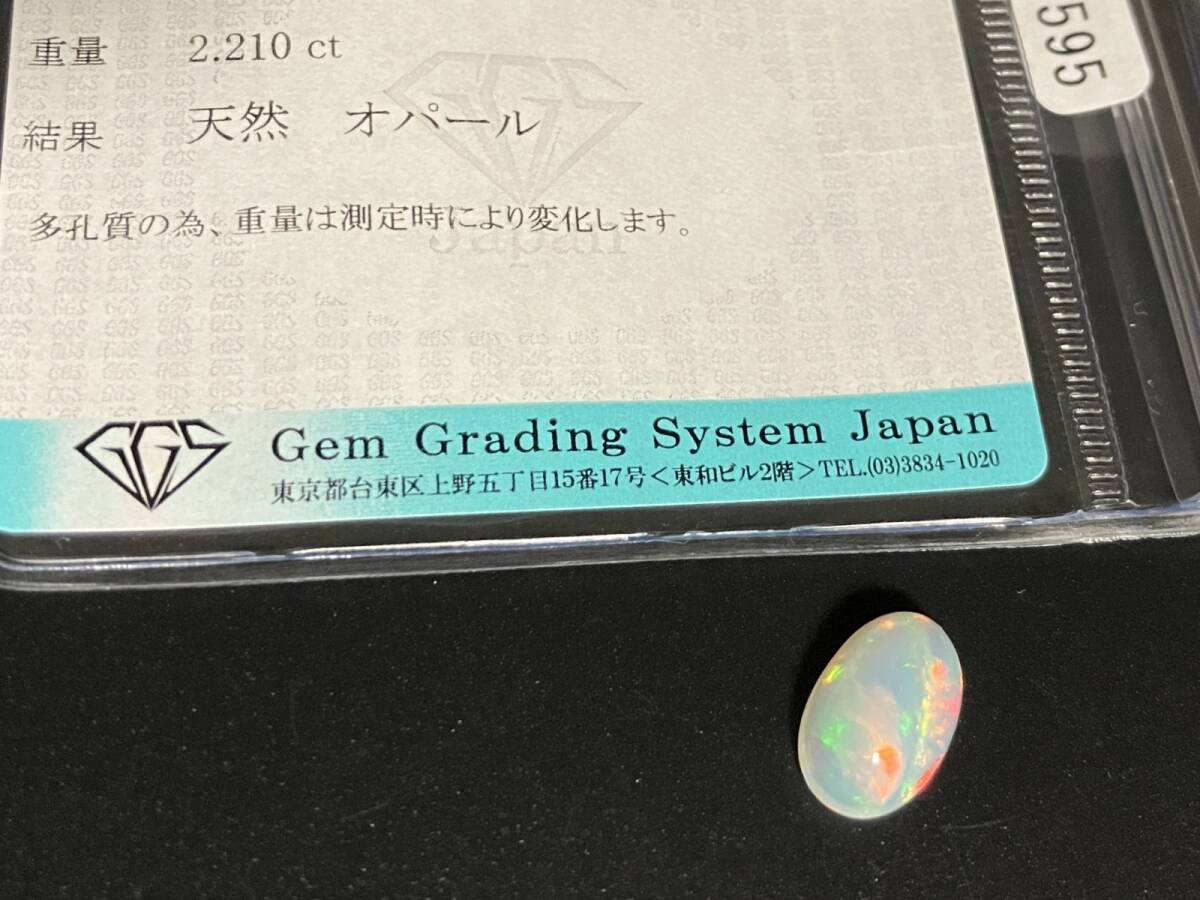 重量 2.210 ct
結果 天然 オパール
多孔質の為、重量は測定時により変化します。
Japan
GGS Gem Grading System Japan
東京都台東区上野五丁目15番17号＜東和ビル2階＞TEL.(03)3834-1020
595